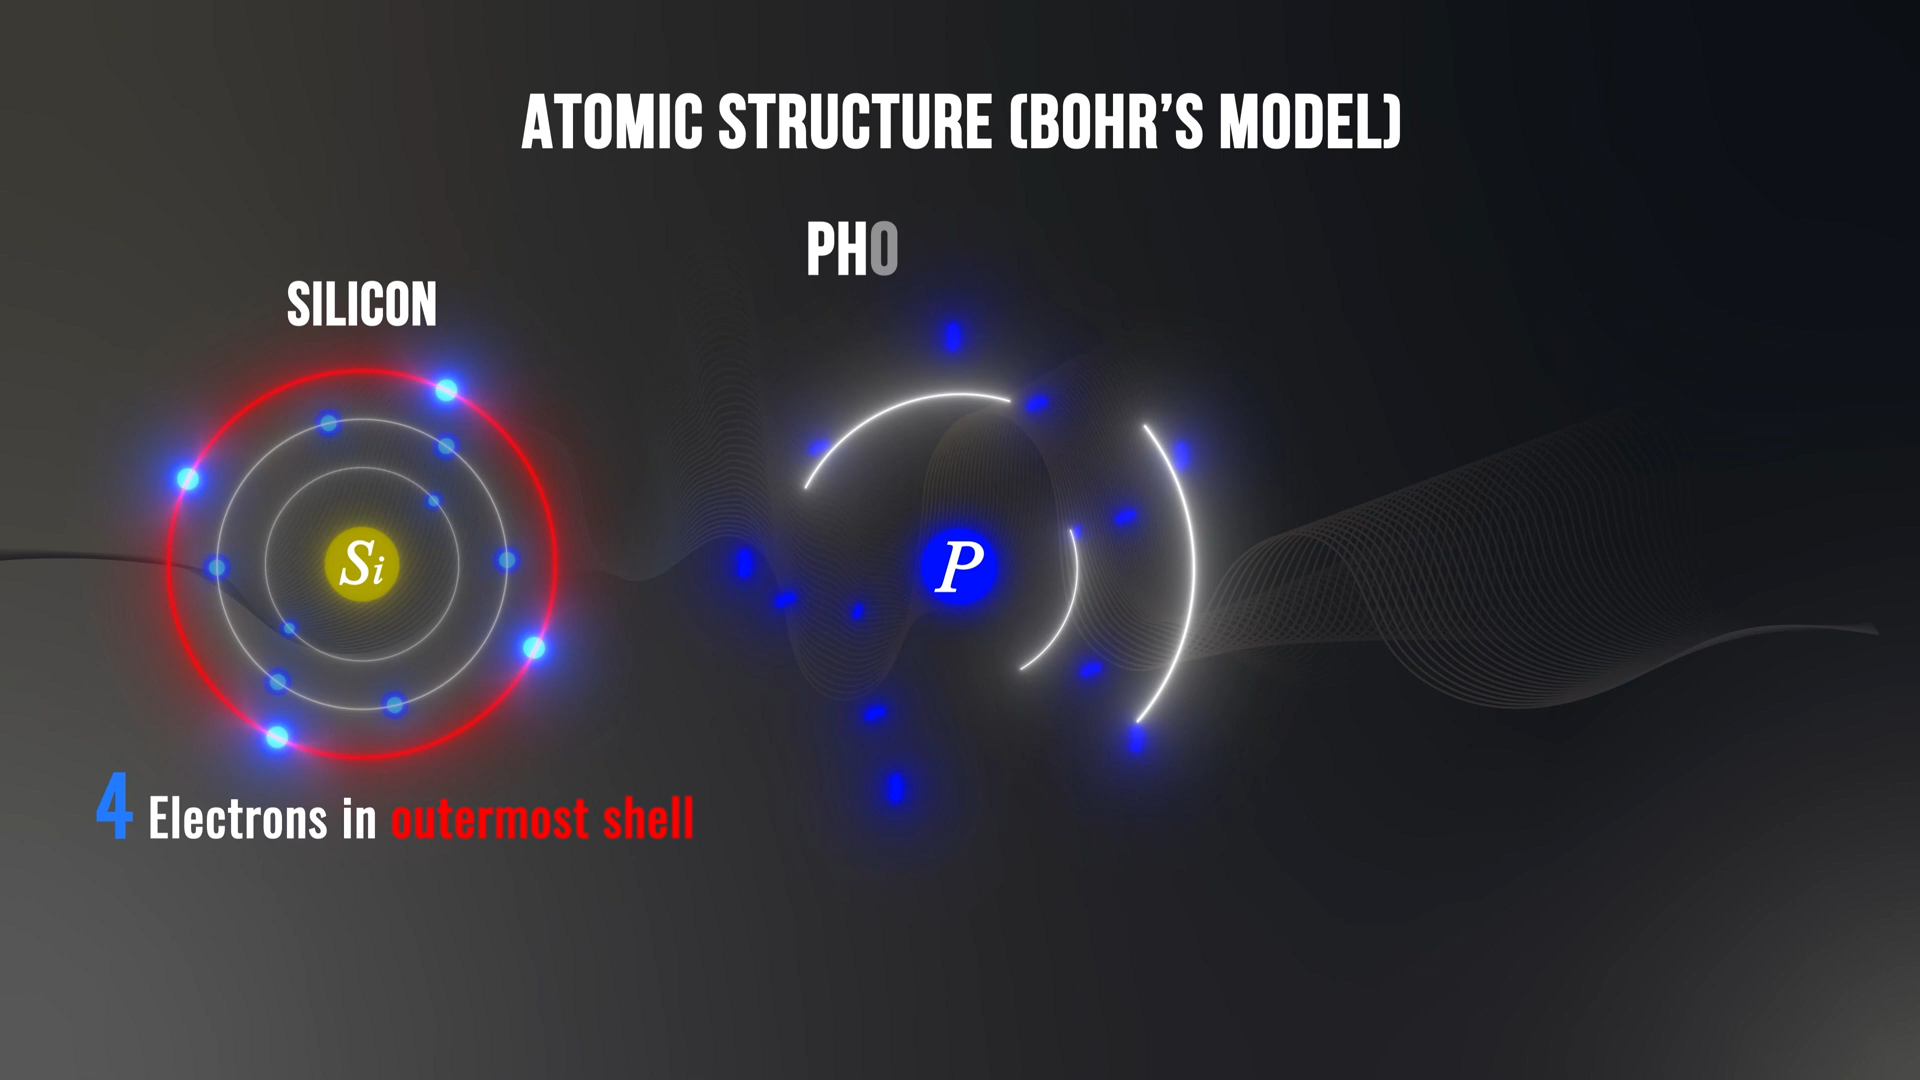 ATOMIC STRUCTURE (BOHR'S MODEL)
PHO
SILICON
Si
P
4 Electrons in outermost shell